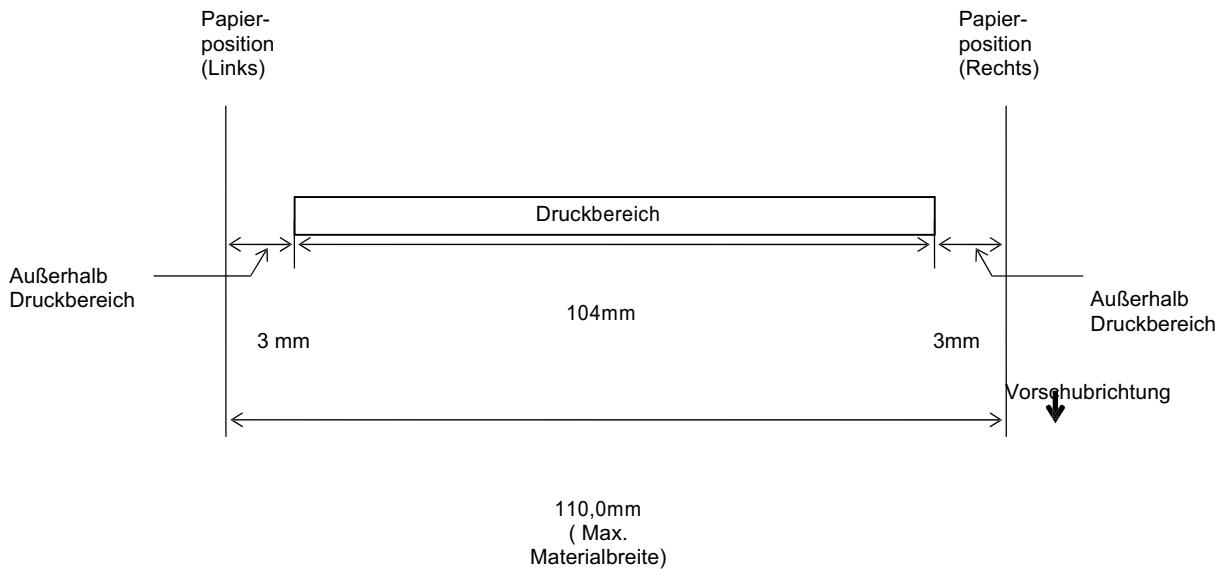 Papier-
position
(Links)
Papier-
position
(Rechts)
Druckbereich
Außerhalb
Druckbereich
104mm
Außerhalb
Druckbereich
3 mm
3mm
Vorschubrichtung
110,0mm
( Max.
Materialbreite)